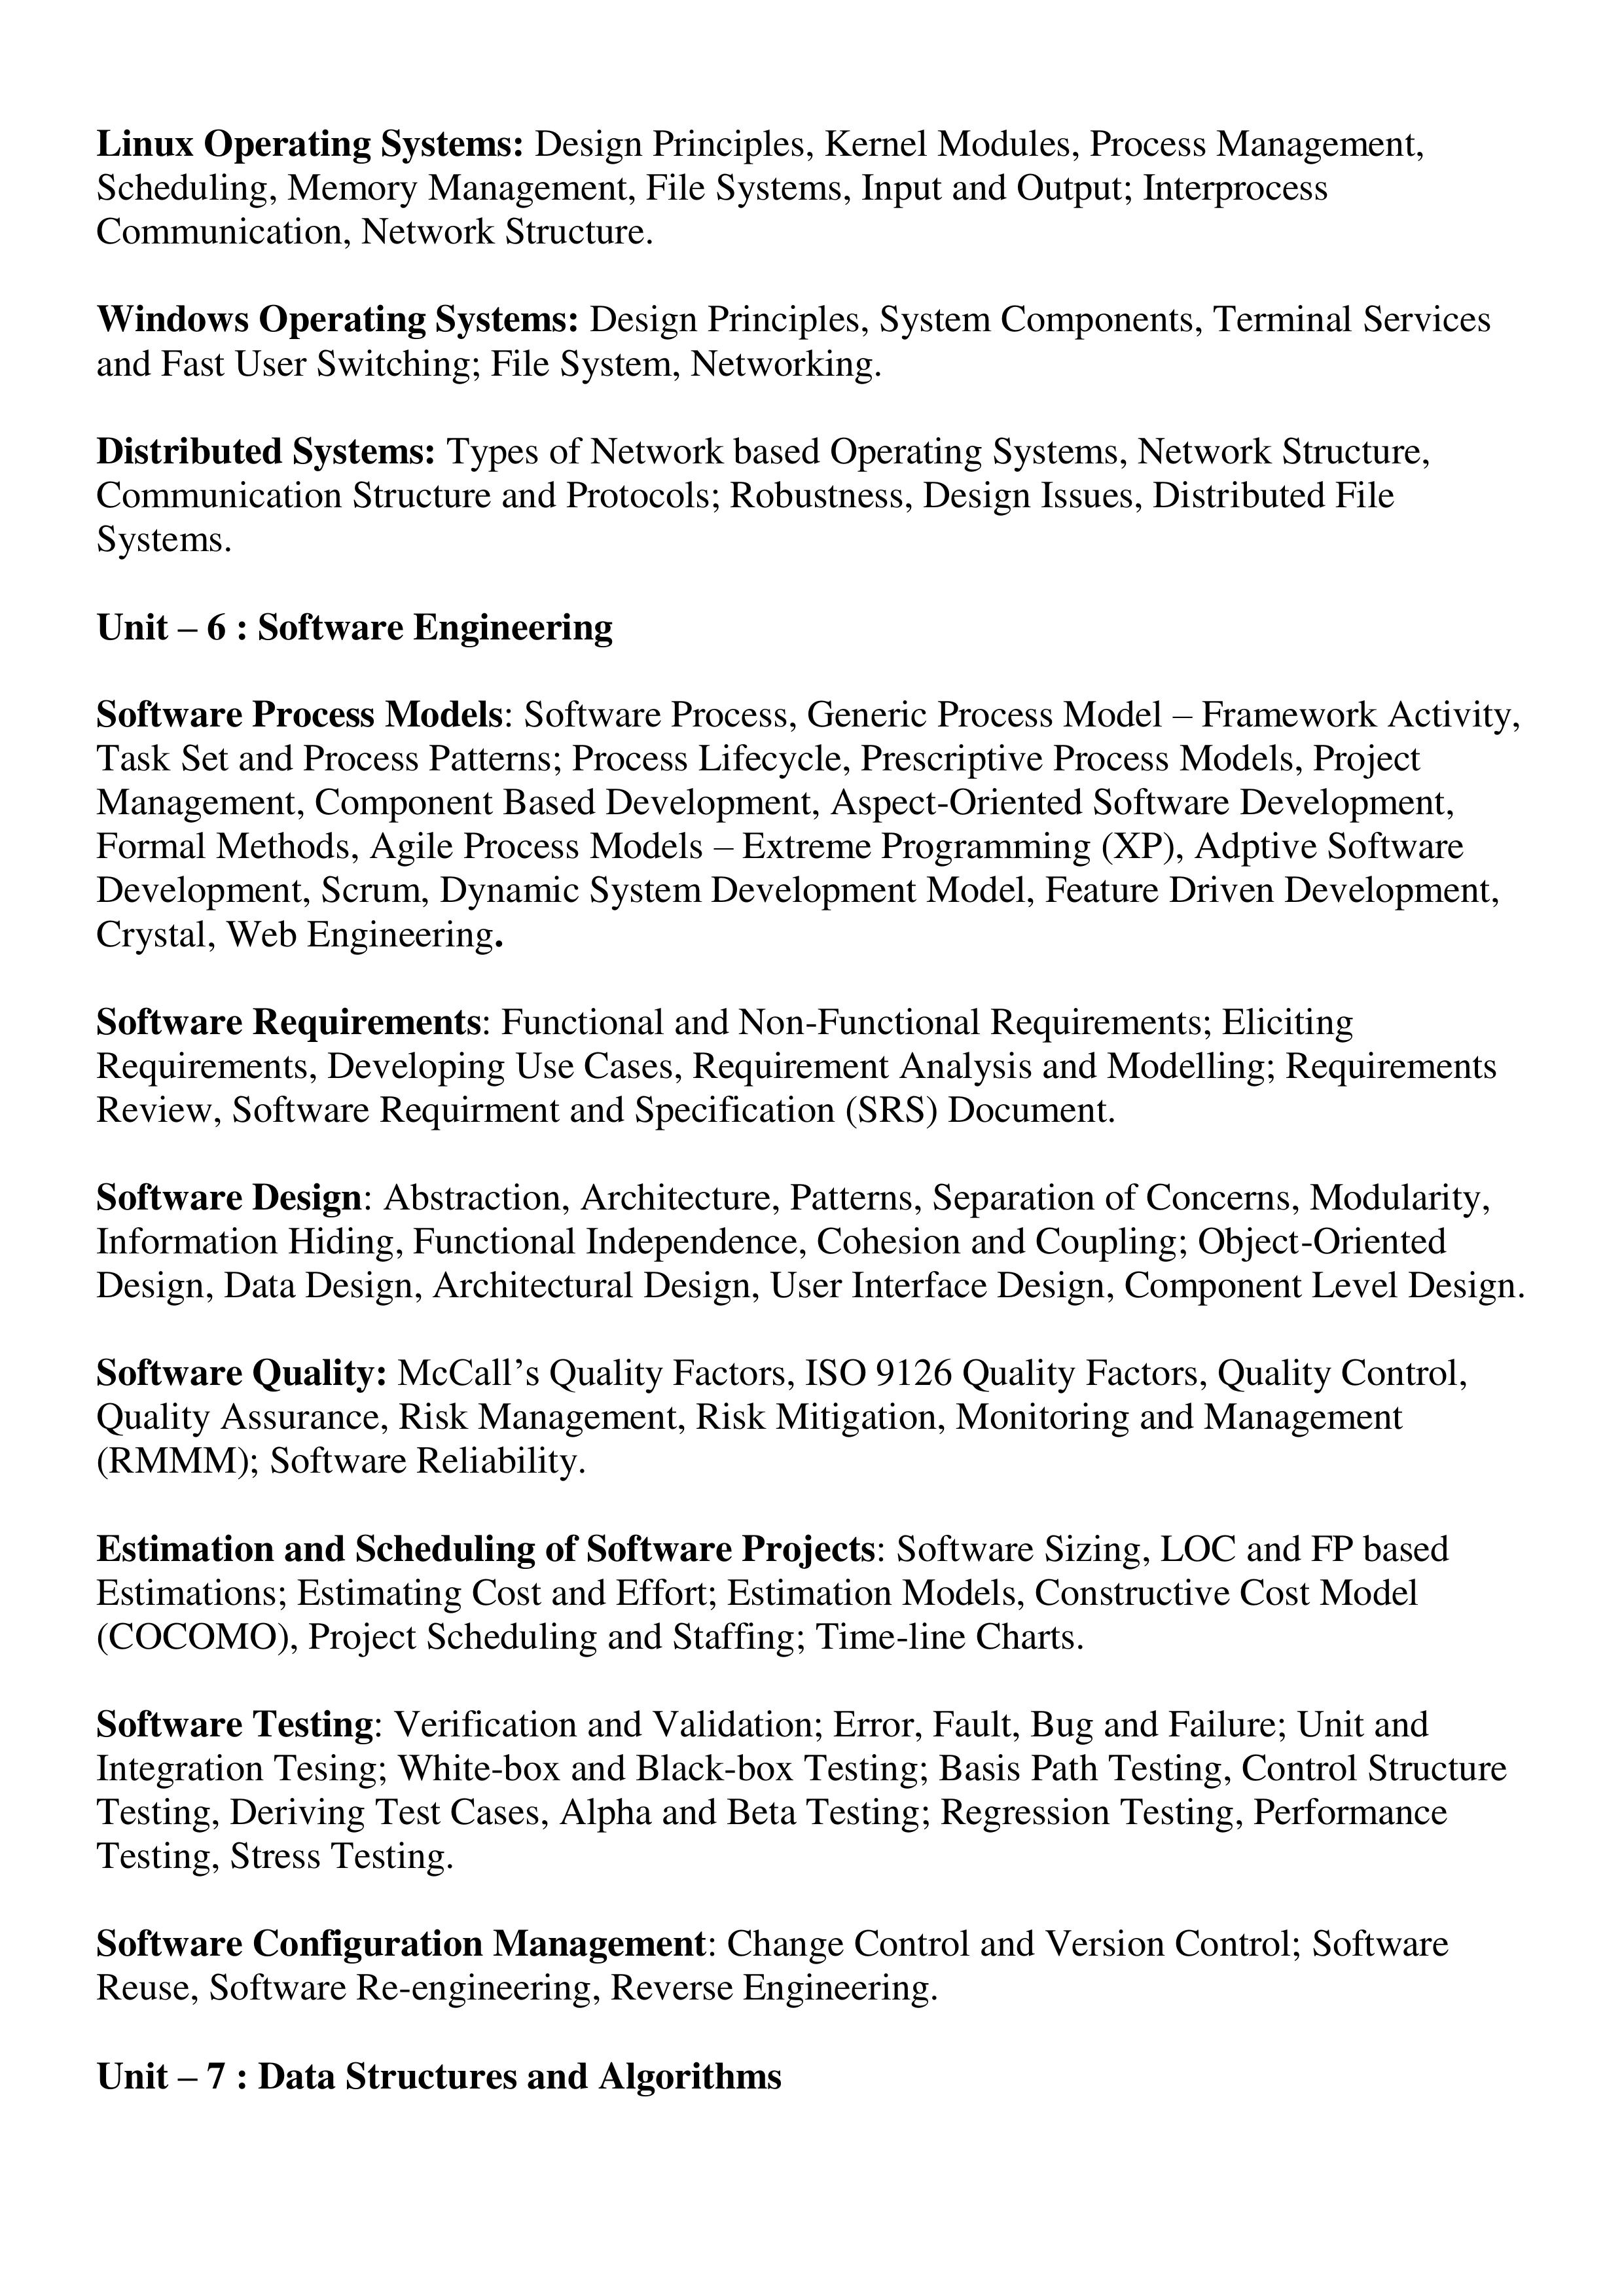 Linux Operating Systems: Design Principles, Kernel Modules, Process Management,
Scheduling, Memory Management, File Systems, Input and Output; Interprocess
Communication, Network Structure.
Windows Operating Systems: Design Principles, System Components, Terminal Services
and Fast User Switching; File System, Networking.
Distributed Systems: Types of Network based Operating Systems, Network Structure,
Communication Structure and Protocols; Robustness, Design Issues, Distributed File
Systems.
Unit – 6 : Software Engineering
Software Process Models: Software Process, Generic Process Model – Framework Activity,
Task Set and Process Patterns; Process Lifecycle, Prescriptive Process Models, Project
Management, Component Based Development, Aspect-Oriented Software Development,
Formal Methods, Agile Process Models – Extreme Programming (XP), Adptive Software
Development, Scrum, Dynamic System Development Model, Feature Driven Development,
Crystal, Web Engineering.
Software Requirements: Functional and Non-Functional Requirements; Eliciting
Requirements, Developing Use Cases, Requirement Analysis and Modelling; Requirements
Review, Software Requirment and Specification (SRS) Document.
Software Design: Abstraction, Architecture, Patterns, Separation of Concerns, Modularity,
Information Hiding, Functional Independence, Cohesion and Coupling; Object-Oriented
Design, Data Design, Architectural Design, User Interface Design, Component Level Design.
Software Quality: McCall’s Quality Factors, ISO 9126 Quality Factors, Quality Control,
Quality Assurance, Risk Management, Risk Mitigation, Monitoring and Management
(RMMM); Software Reliability.
Estimation and Scheduling of Software Projects: Software Sizing, LOC and FP based
Estimations; Estimating Cost and Effort; Estimation Models, Constructive Cost Model
(COCOMO), Project Scheduling and Staffing; Time-line Charts.
Software Testing: Verification and Validation; Error, Fault, Bug and Failure; Unit and
Integration Tesing; White-box and Black-box Testing; Basis Path Testing, Control Structure
Testing, Deriving Test Cases, Alpha and Beta Testing; Regression Testing, Performance
Testing, Stress Testing.
Software Configuration Management: Change Control and Version Control; Software
Reuse, Software Re-engineering, Reverse Engineering.
Unit – 7 : Data Structures and Algorithms